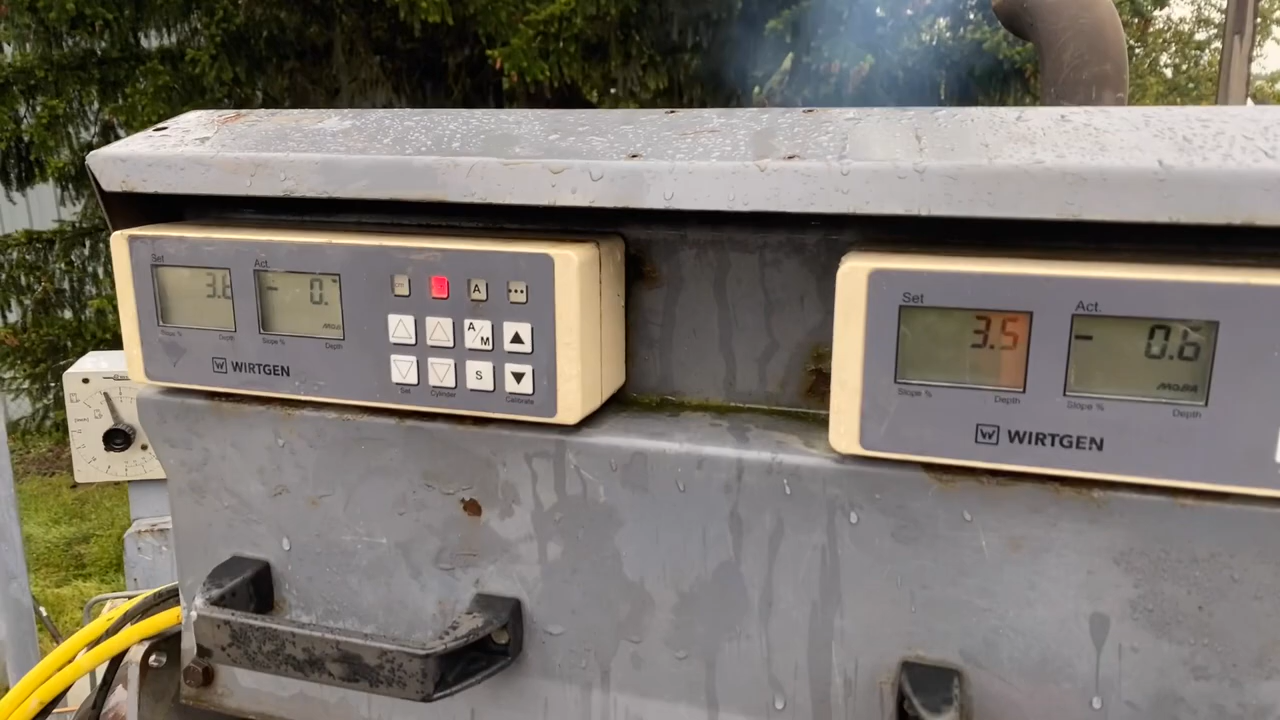 Set
Act.
3.6
- 0.
MOBA
Slope %
Depth
Slope %
Depth
A
A/M
S
Set
Cylinder
Calibrate
WIRTGEN
Set
Act.
3.5
- 0.6
MOBA
Slope %
Depth
Slope %
Depth
WIRTGEN